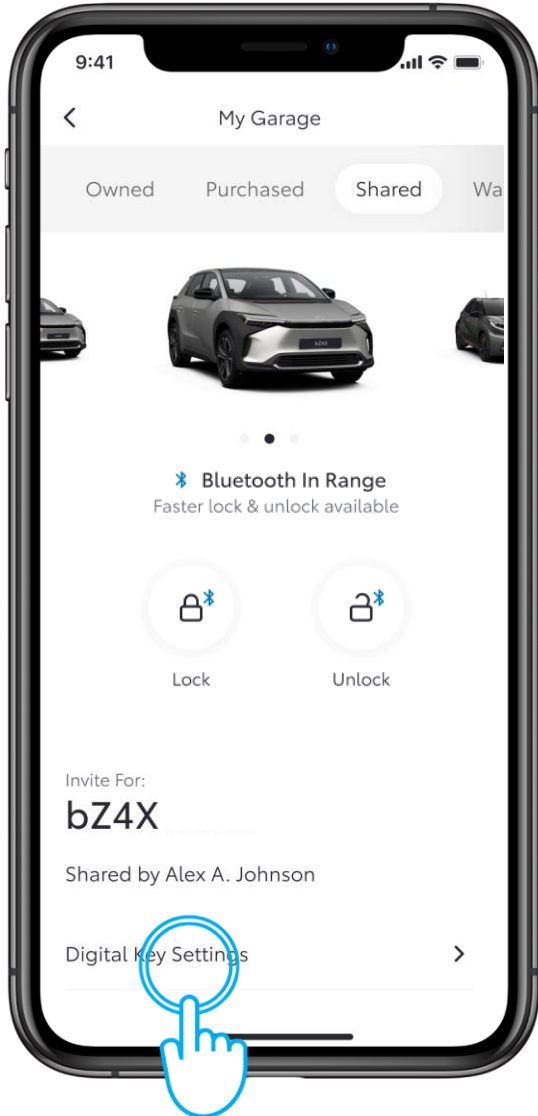 9:41
My Garage
Owned Purchased Shared Wa
bZ4X
Bluetooth In Range
Faster lock & unlock available
Lock Unlock
Invite For:
bZ4X
Shared by Alex A. Johnson
Digital Key Settings